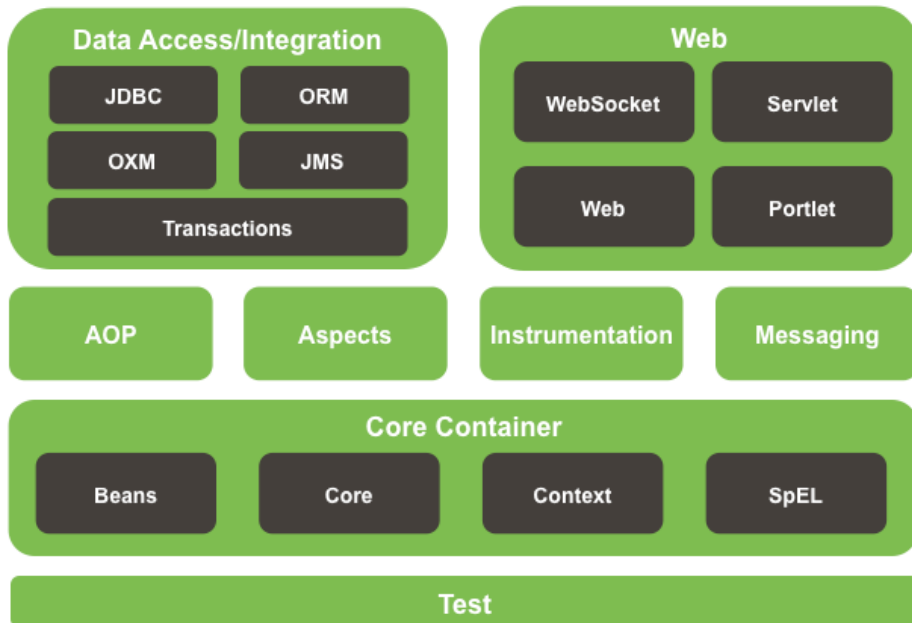 Data Access/Integration
JDBC
ORM
OXM
JMS
Transactions
Web
WebSocket
Servlet
Web
Portlet
AOP
Aspects
Instrumentation
Messaging
Core Container
Beans
Core
Context
SpEL
Test